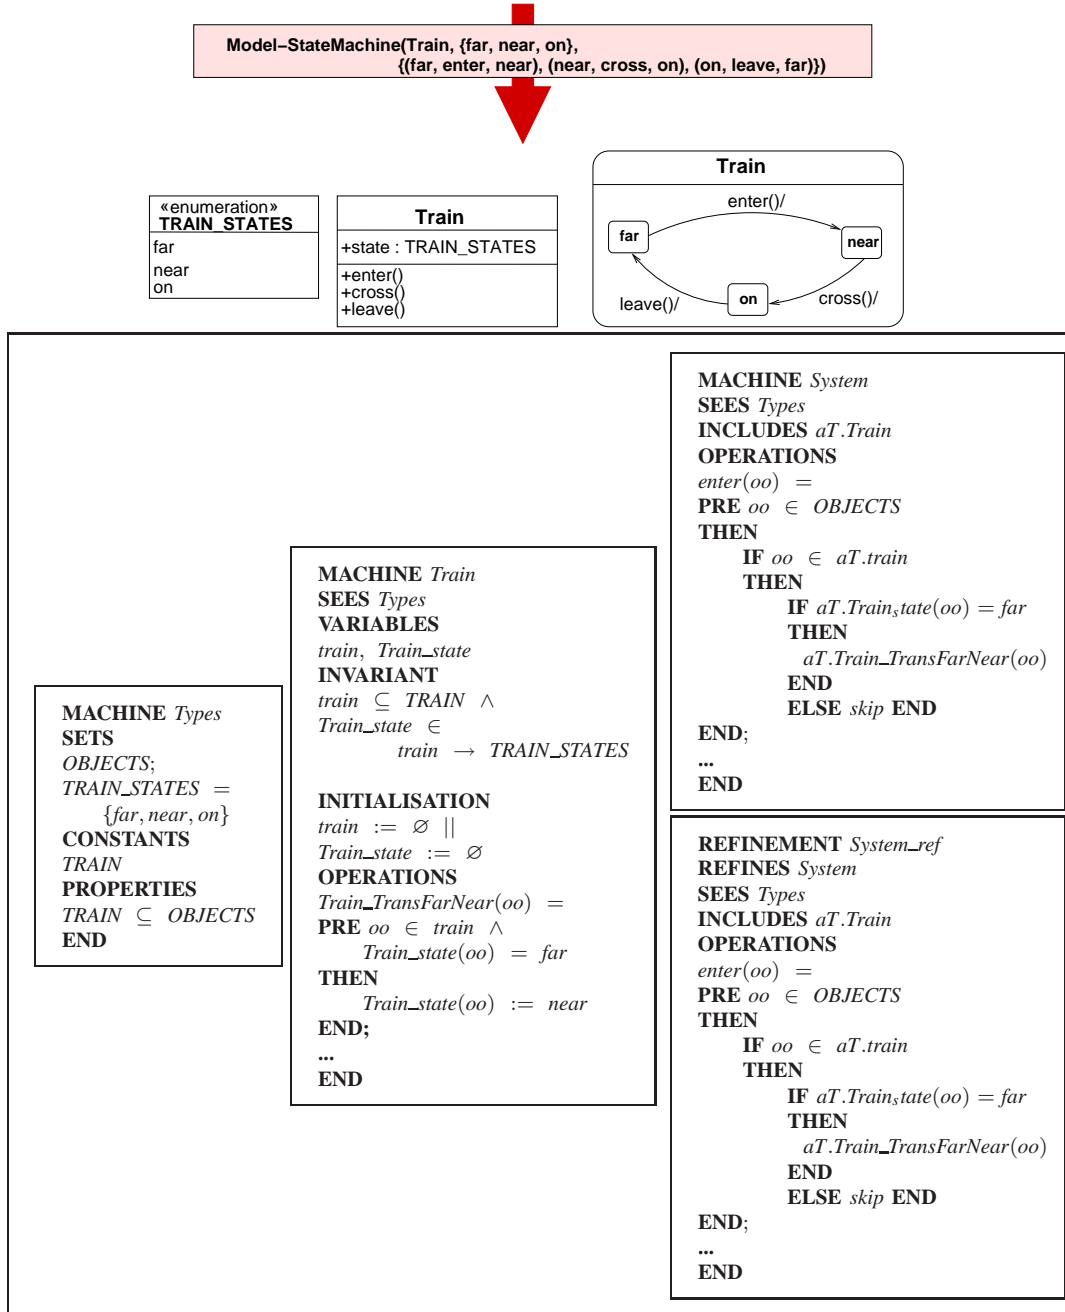 Model–StateMachine(Train, {far, near, on},
{(far, enter, near), (near, cross, on), (on, leave, far)})
«enumeration»
TRAIN_STATES
far
near
on
Train
+state : TRAIN_STATES
+enter()
+cross()
+leave()
Train
enter()/
far
near
on
leave()/
cross()/
MACHINE Types
SETS
OBJECTS;
TRAIN_STATES =
{far, near, on}
CONSTANTS
TRAIN
PROPERTIES
TRAIN ⊆ OBJECTS
END
MACHINE Train
SEES Types
VARIABLES
train, Train_state
INVARIANT
train ⊆ TRAIN ∧
Train_state ∈
train → TRAIN_STATES
INITIALISATION
train := ∅ ||
Train_state := ∅
OPERATIONS
Train_TransFarNear(oo) =
PRE oo ∈ train ∧
Train_state(oo) = far
THEN
Train_state(oo) := near
END;
...
END
MACHINE System
SEES Types
INCLUDES aT.Train
OPERATIONS
enter(oo) =
PRE oo ∈ OBJECTS
THEN
IF oo ∈ aT.train
THEN
IF aT.Trainₛtate(oo) = far
THEN
aT.Train_TransFarNear(oo)
END
ELSE skip END
END;
...
END
REFINEMENT System_ref
REFINES System
SEES Types
INCLUDES aT.Train
OPERATIONS
enter(oo) =
PRE oo ∈ OBJECTS
THEN
IF oo ∈ aT.train
THEN
IF aT.Trainₛtate(oo) = far
THEN
aT.Train_TransFarNear(oo)
END
ELSE skip END
END;
...
END